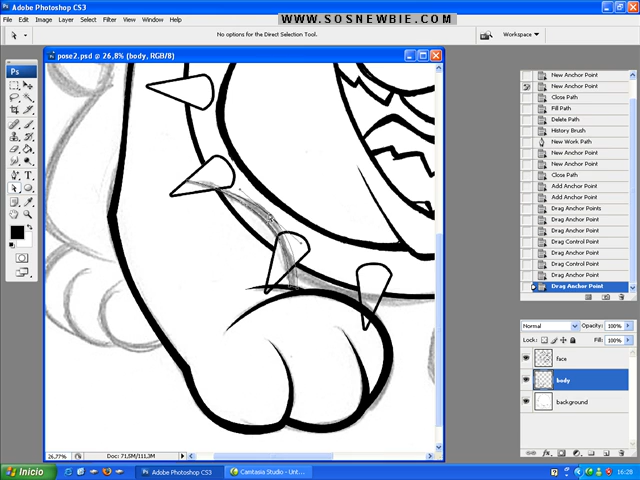 Adobe Photoshop CS3
WWW.SOSNEWBIE.COM
File Edit Image Layer Select Filter View Window Help
No options for the Direct Selection Tool.
Workspace
pose2.psd @ 26,8% (body, RGB/8)
Ps
New Anchor Point
New Anchor Point
Close Path
Fill Path
Delete Path
History Brush
New Work Path
New Anchor Point
New Anchor Point
Close Path
Add Anchor Point
Add Anchor Point
Drag Anchor Points
Drag Anchor Point
Drag Anchor Point
Drag Control Point
Drag Anchor Point
Drag Control Point
Drag Anchor Point
Drag Anchor Point
Normal Opacity: 100%
Lock: Fill: 100%
face
body
background
26,77% Doc: 71,5M/111,3M
Inicio Adobe Photoshop CS3 Camtasia Studio - Unt... 16:28